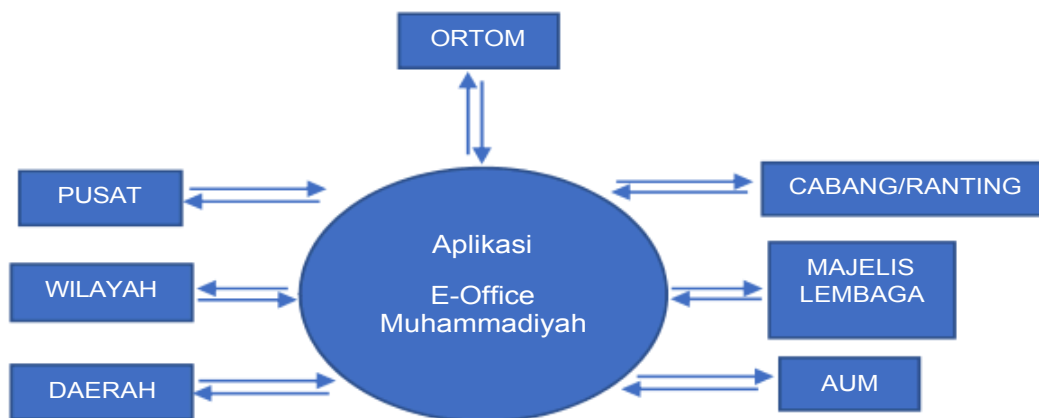 ORTOM
PUSAT
CABANG/RANTING
Aplikasi
E-Office
Muhammadiyah
WILAYAH
MAJELIS
LEMBAGA
DAERAH
AUM